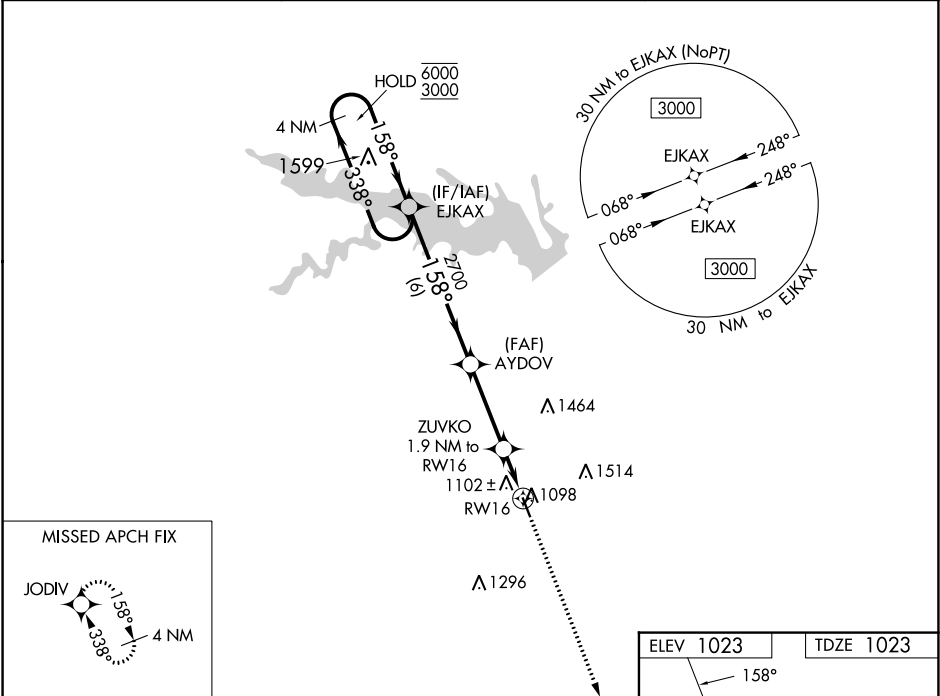 HOLD 6000
3000
4 NM
158°
1599
338°
(IF/IAF)
EJKAX
2700
158°
(6)
30 NM to EJKAX (NoPT)
3000
EJKAX
248°
068°
248°
068°
EJKAX
3000
30 NM to EJKAX
(FAF)
AYDOV
1464
ZUVKO
1.9 NM to
RW16
1514
1102 ±
1098
RW16
1296
MISSED APCH FIX
JODIV
158°
338°
4 NM
ELEV 1023
TDZE 1023
158°